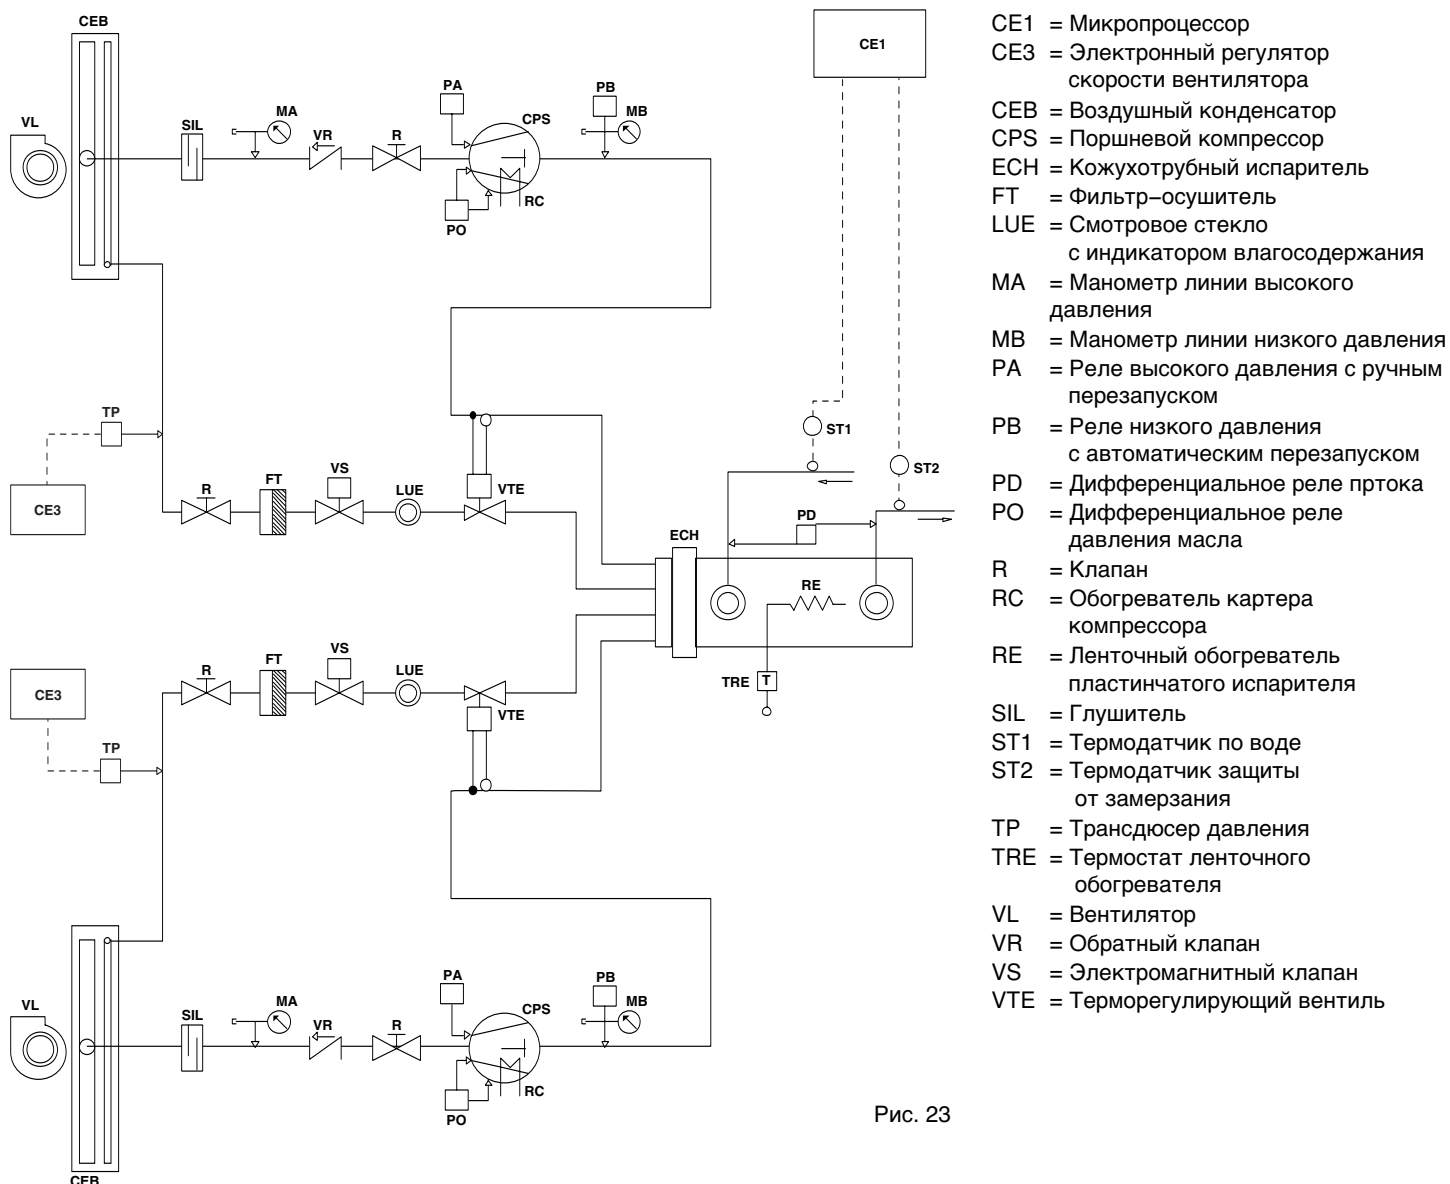 CEB
VL
SIL
MA
VR
R
PA
CPS
PO
RC
PB
MB
CE1
ST1
ST2
TP
CE3
R
FT
VS
LUE
VTE
PD
ECH
RE
TRE
T
CE3
TP
R
FT
VS
LUE
VTE
VL
SIL
MA
VR
R
PA
CPS
PO
RC
PB
MB
CEB
CE1 = Микропроцессор
CE3 = Электронный регулятор
скорости вентилятора
CEB = Воздушный конденсатор
CPS = Поршневой компрессор
ECH = Кожухотрубный испаритель
FT = Фильтр–осушитель
LUE = Смотровое стекло
с индикатором влагосодержания
MA = Манометр линии высокого
давления
MB = Манометр линии низкого давления
PA = Реле высокого давления с ручным
перезапуском
PB = Реле низкого давления
с автоматическим перезапуском
PD = Дифференциальное реле пртока
PO = Дифференциальное реле
давления масла
R = Клапан
RC = Обогреватель картера
компрессора
RE = Ленточный обогреватель
пластинчатого испарителя
SIL = Глушитель
ST1 = Термодатчик по воде
ST2 = Термодатчик защиты
от замерзания
TP = Трансдюсер давления
TRE = Термостат ленточного
обогревателя
VL = Вентилятор
VR = Обратный клапан
VS = Электромагнитный клапан
VTE = Терморегулирующий вентиль
Рис. 23